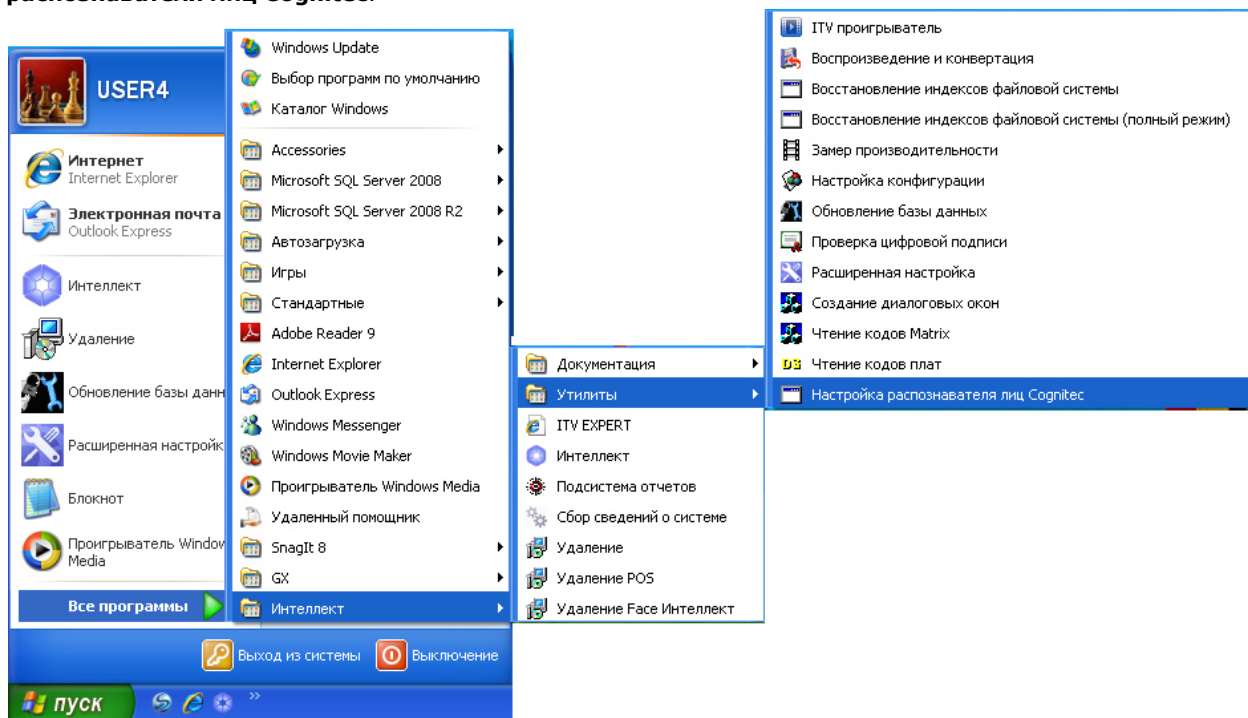 распознавателя лиц Cognitec.
USER4
Интернет
Internet Explorer
Электронная почта
Outlook Express
Интеллект
Удаление
Обновление базы данн
Расширенная настройк
Блокнот
Проигрыватель Window
Media
Все программы
Windows Update
Выбор программ по умолчанию
Каталог Windows
Accessories
Microsoft SQL Server 2008
Microsoft SQL Server 2008 R2
Автозагрузка
Игры
Стандартные
Adobe Reader 9
Internet Explorer
Outlook Express
Windows Messenger
Windows Movie Maker
Проигрыватель Windows Media
Удаленный помощник
SnagIt 8
GX
Интеллект
Документация
Утилиты
ITV EXPERT
Интеллект
Подсистема отчетов
Сбор сведений о системе
Удаление
Удаление POS
Удаление Face Интеллект
ITV проигрыватель
Воспроизведение и конвертация
Восстановление индексов файловой системы
Восстановление индексов файловой системы (полный режим)
Замер производительности
Настройка конфигурации
Обновление базы данных
Проверка цифровой подписи
Расширенная настройка
Создание диалоговых окон
Чтение кодов Matrix
Чтение кодов плат
Настройка распознавателя лиц Cognitec
Выход из системы
Выключение
пуск